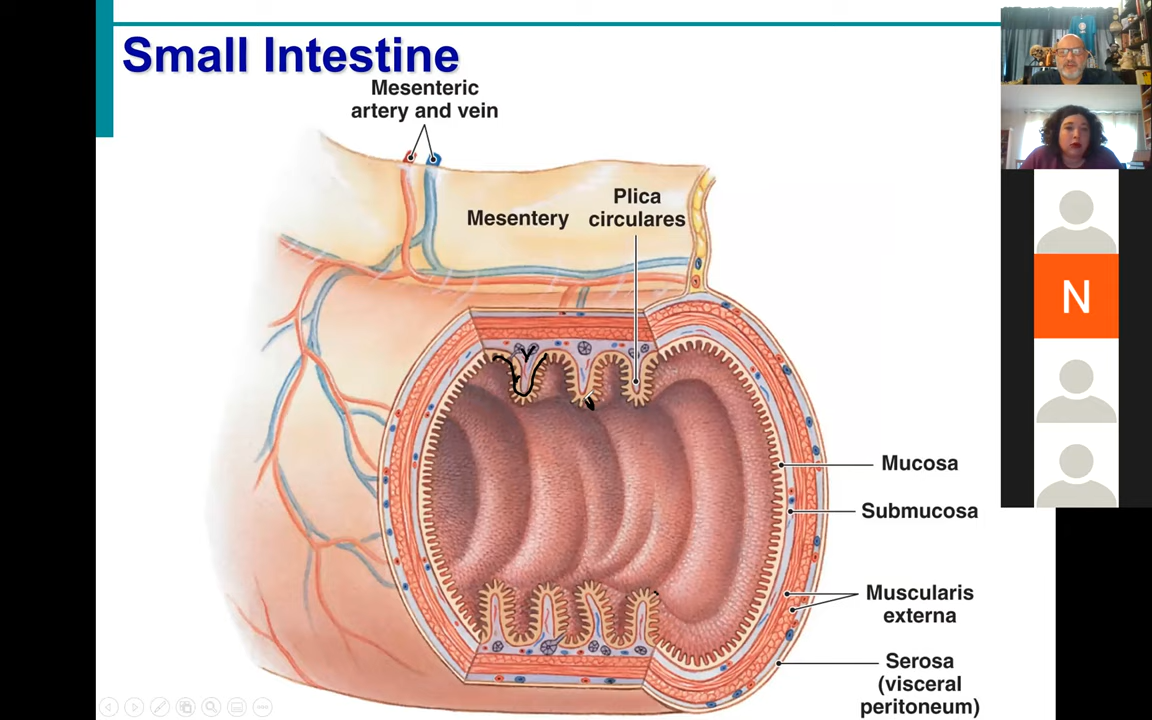 Small Intestine
Mesenteric
artery and vein
Plica
circulares
Mesentery
N
Mucosa
Submucosa
Muscularis
externa
Serosa
(visceral
peritoneum)